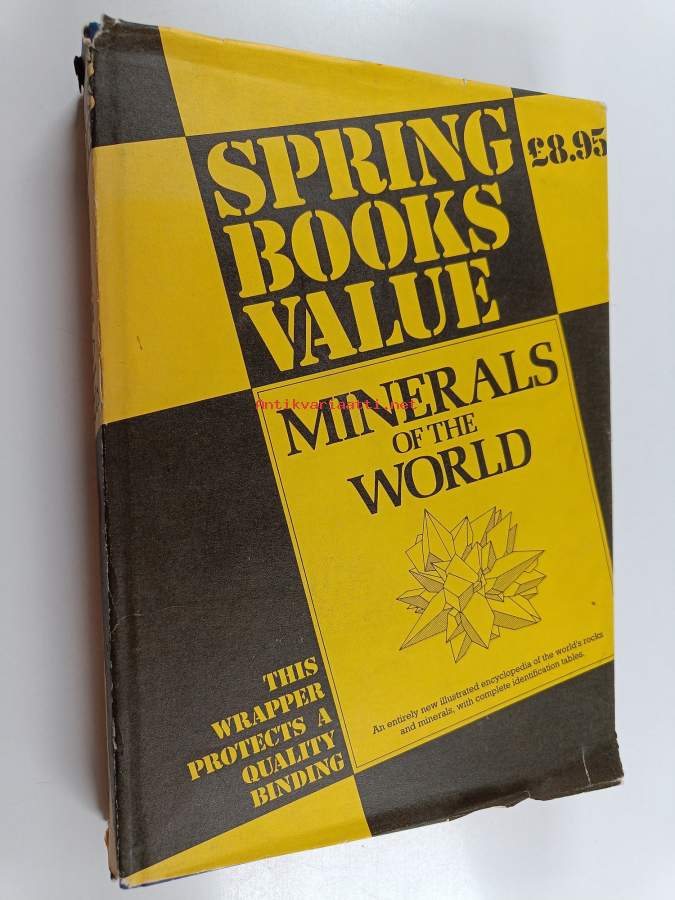 SPRING
BOOKS
VALUE
£8.95
MINERALS
Antikvariaatti.net
OF THE
WORLD
An entirely new illustrated encyclopedia of the world's rocks
and minerals, with complete identification tables.
THIS
WRAPPER
PROTECTS A
QUALITY
BINDING